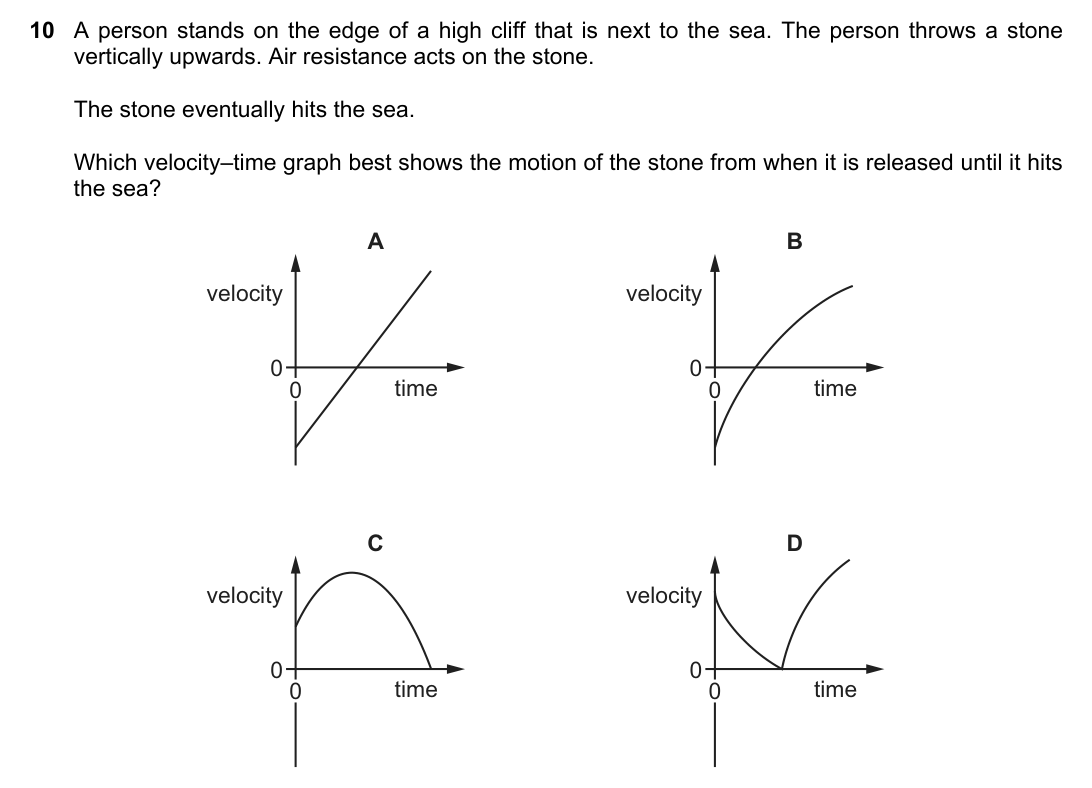 10 A person stands on the edge of a high cliff that is next to the sea. The person throws a stone
vertically upwards. Air resistance acts on the stone.
The stone eventually hits the sea.
Which velocity–time graph best shows the motion of the stone from when it is released until it hits
the sea?
A
velocity
0
0
time
B
velocity
0
0
time
C
velocity
0
0
time
D
velocity
0
0
time